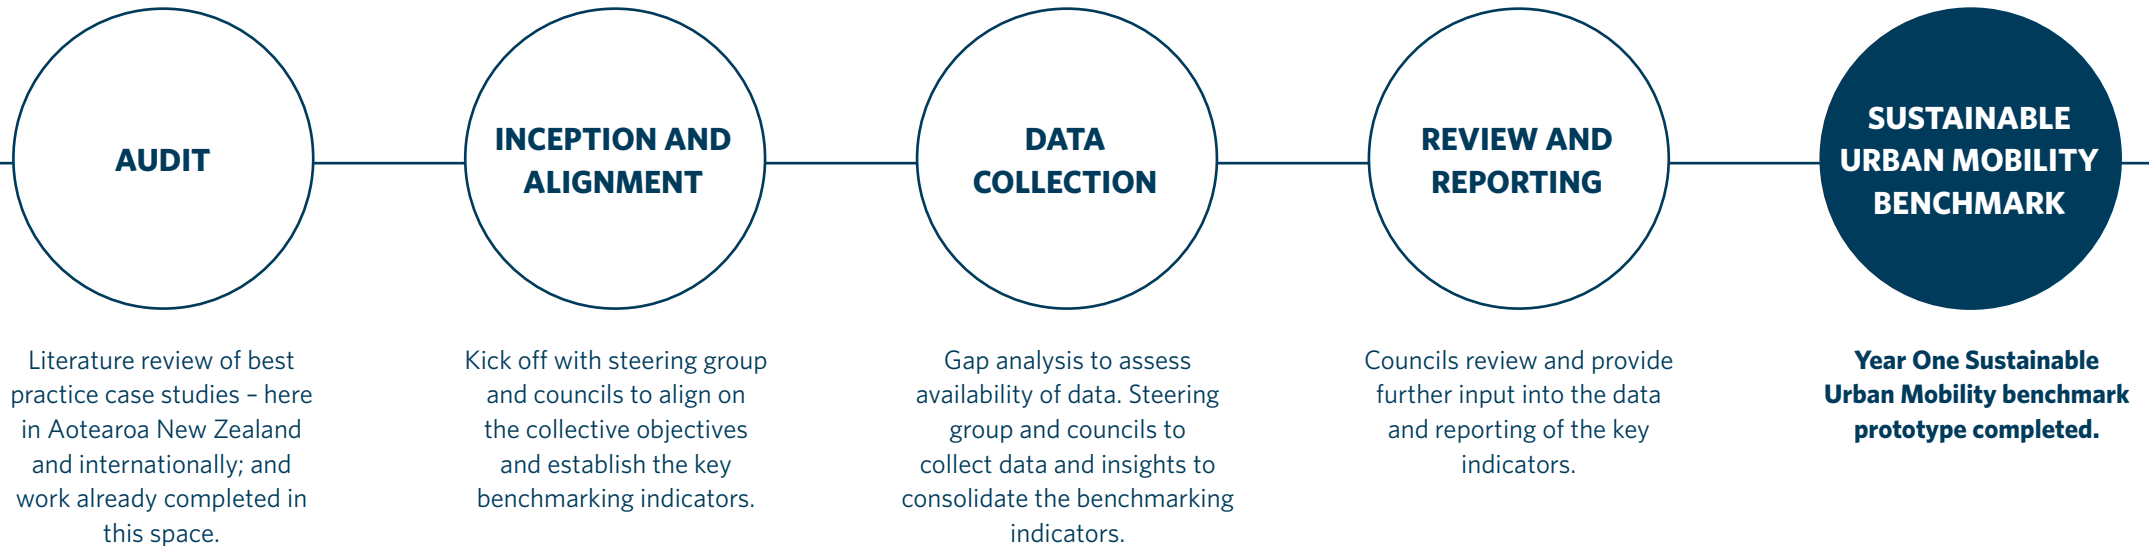 AUDIT
Literature review of best
practice case studies – here
in Aotearoa New Zealand
and internationally; and
work already completed in
this space.
INCEPTION AND
ALIGNMENT
Kick off with steering group
and councils to align on
the collective objectives
and establish the key
benchmarking indicators.
DATA
COLLECTION
Gap analysis to assess
availability of data. Steering
group and councils to
collect data and insights to
consolidate the benchmarking
indicators.
REVIEW AND
REPORTING
Councils review and provide
further input into the data
and reporting of the key
indicators.
SUSTAINABLE
URBAN MOBILITY
BENCHMARK
Year One Sustainable
Urban Mobility benchmark
prototype completed.